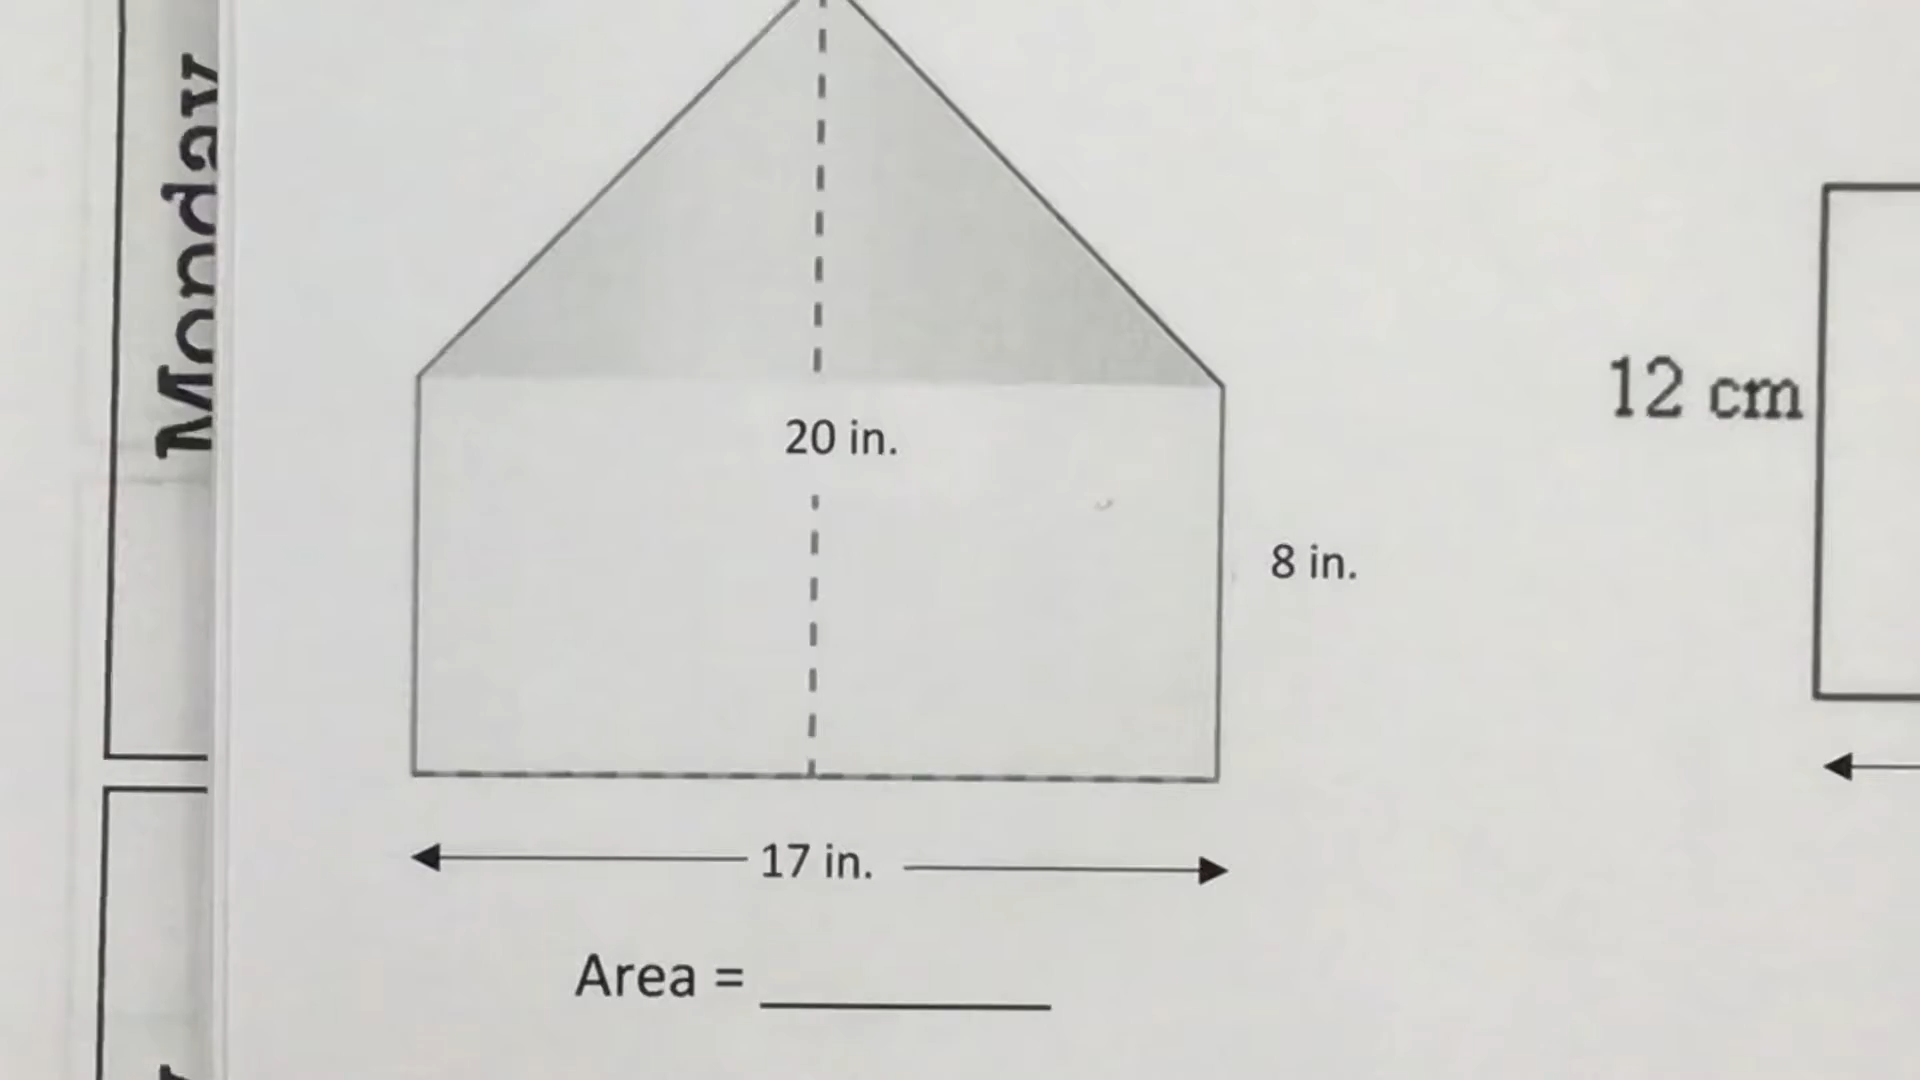 Monday
20 in.
8 in.
17 in.
Area =
12 cm